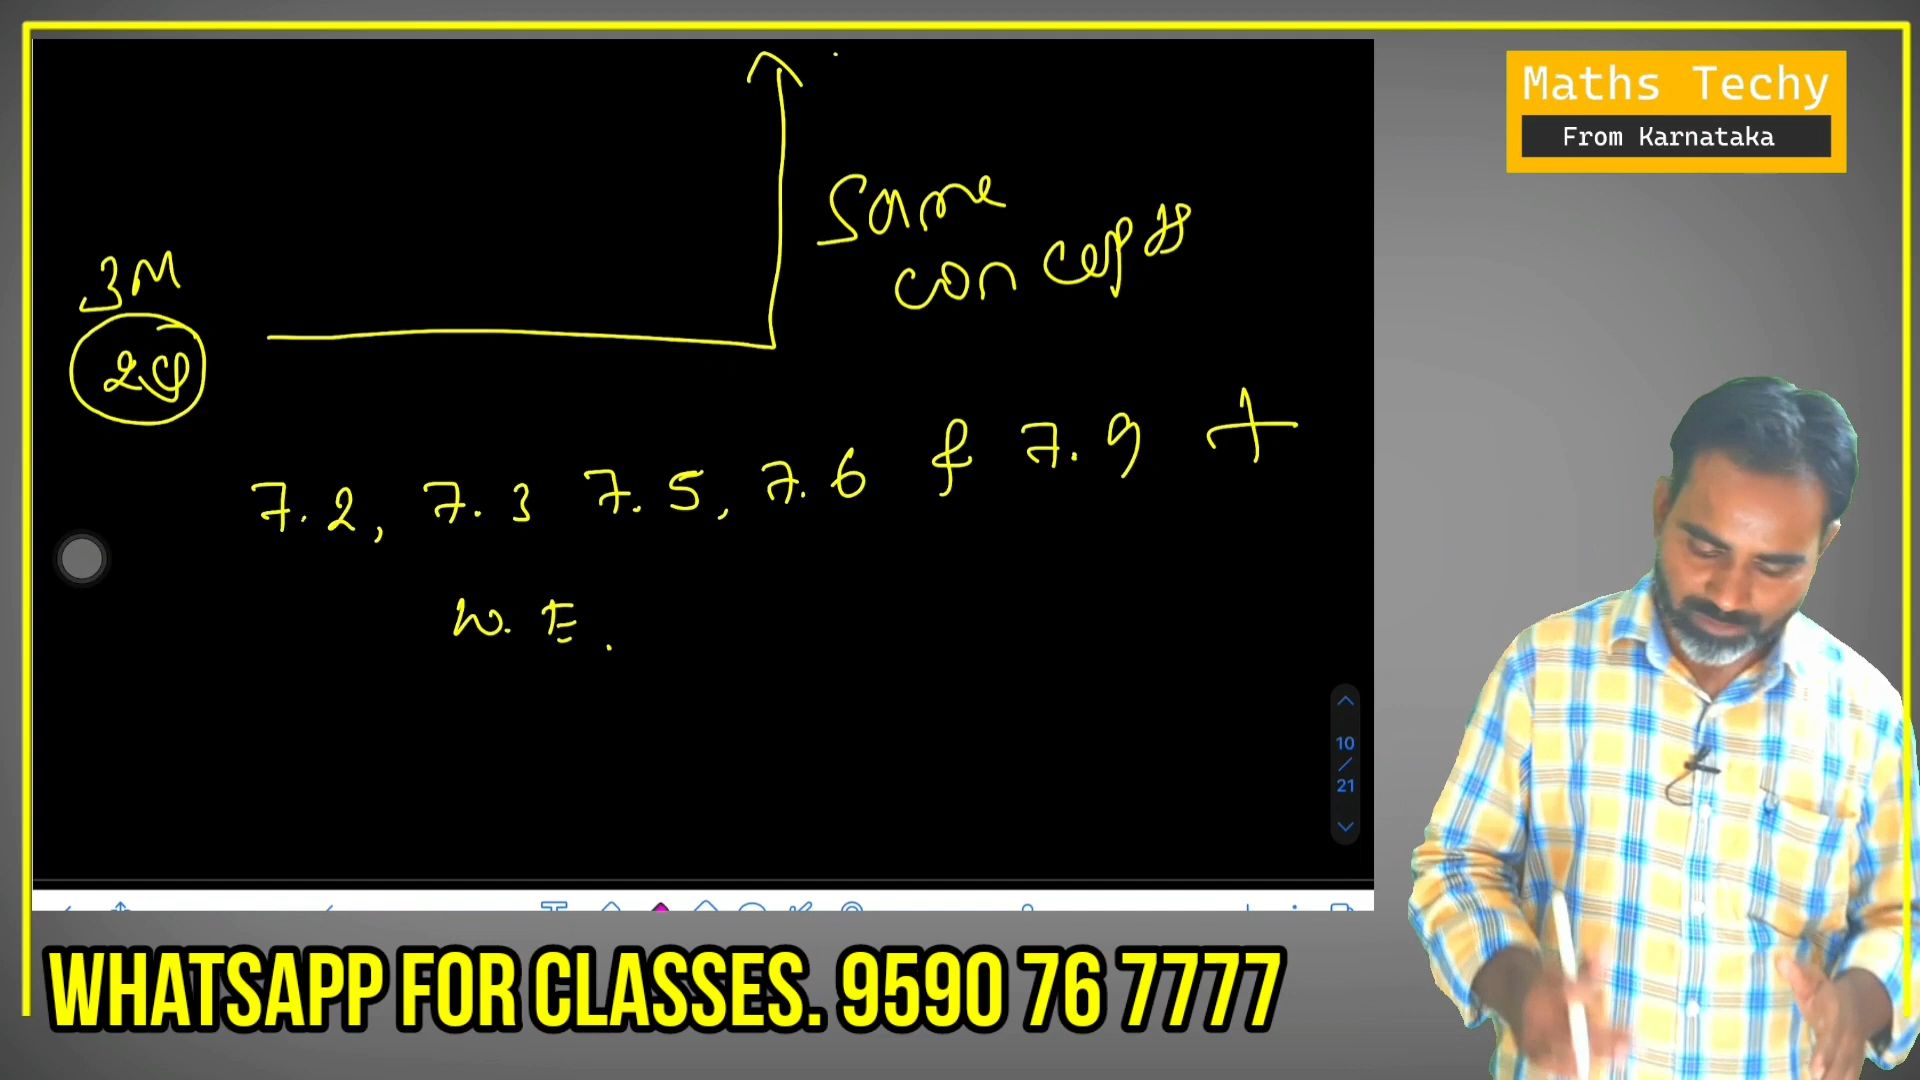 Maths Techy
From Karnataka
Same
concepts
3M
2Q
7.2, 7.3 7.5, 7.6 & 7.9 +
W.E.
10
/
21
WHATSAPP FOR CLASSES. 9590 76 7777